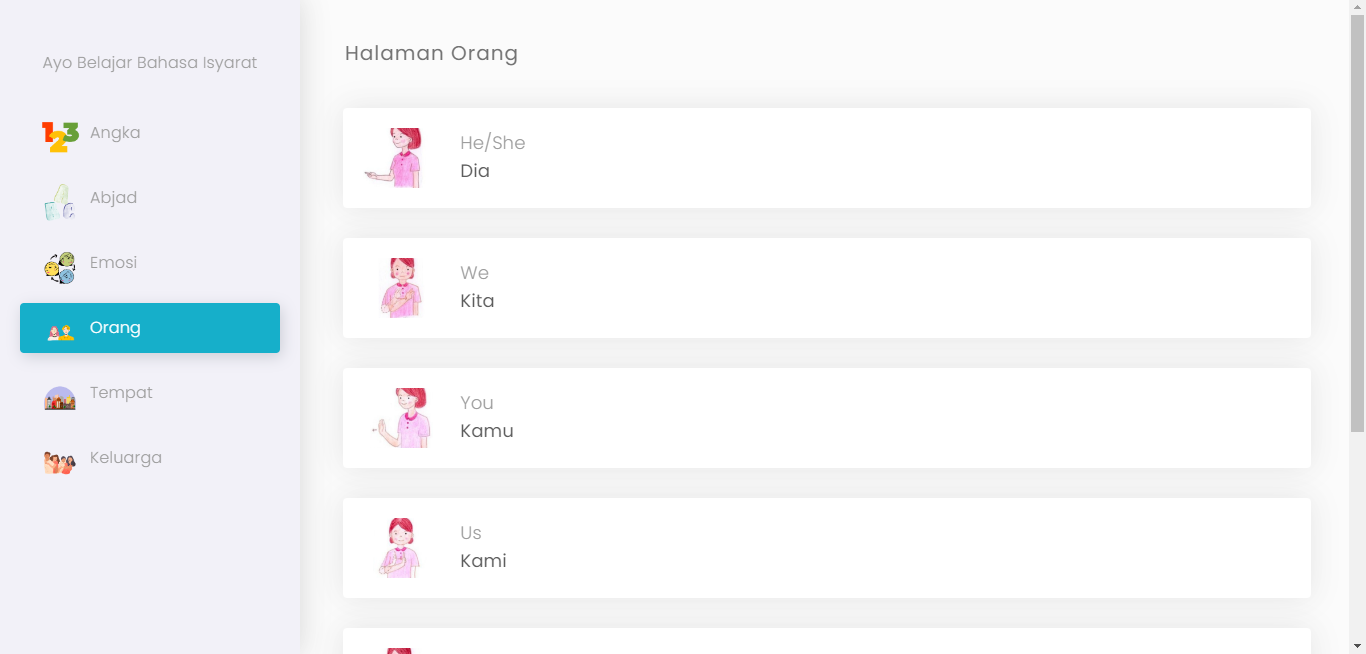 Ayo Belajar Bahasa Isyarat
Angka
Abjad
Emosi
Orang
Tempat
Keluarga
Halaman Orang
He/She
Dia
We
Kita
You
Kamu
Us
Kami